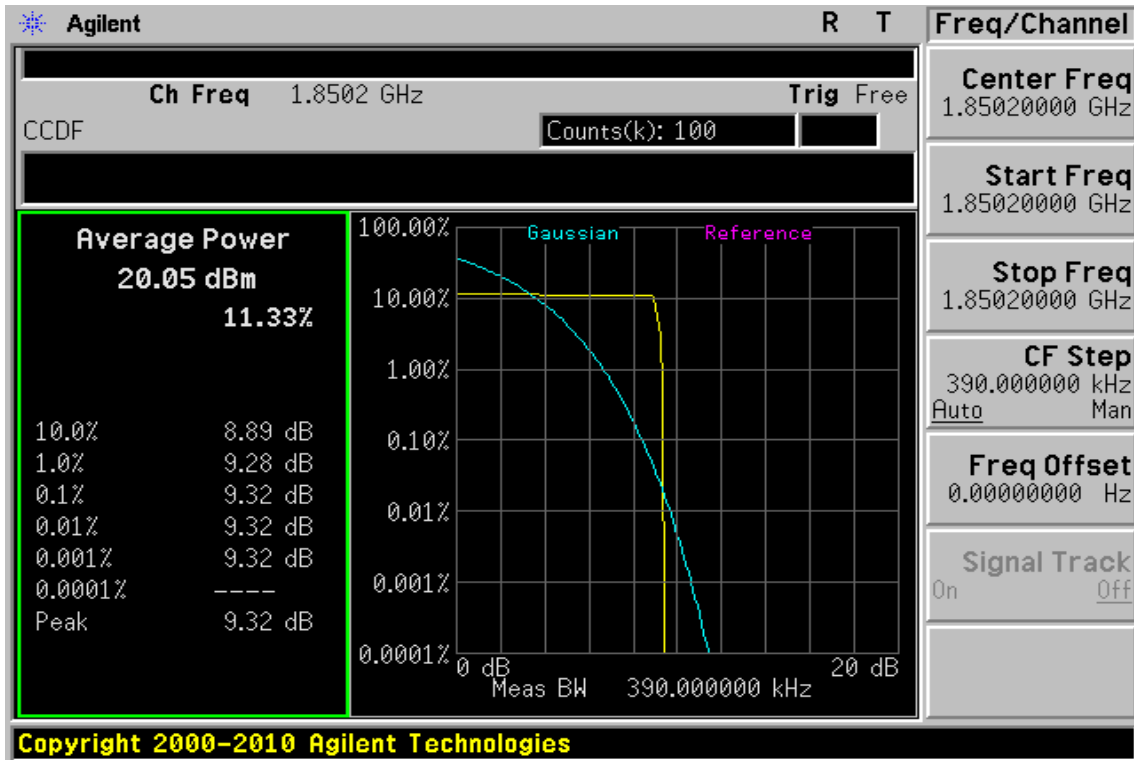 Agilent R T
Ch Freq 1.8502 GHz Trig Free
CCDF Counts(k): 100
Average Power
20.05 dBm
11.33%
10.0% 8.89 dB
1.0% 9.28 dB
0.1% 9.32 dB
0.01% 9.32 dB
0.001% 9.32 dB
0.0001% ----
Peak 9.32 dB
Gaussian Reference
100.00%
10.00%
1.00%
0.10%
0.01%
0.001%
0.0001%
0 dB 20 dB
Meas BW 390.000000 kHz
Freq/Channel
Center Freq
1.85020000 GHz
Start Freq
1.85020000 GHz
Stop Freq
1.85020000 GHz
CF Step
390.000000 kHz
Auto Man
Freq Offset
0.00000000 Hz
Signal Track
On Off
Copyright 2000-2010 Agilent Technologies